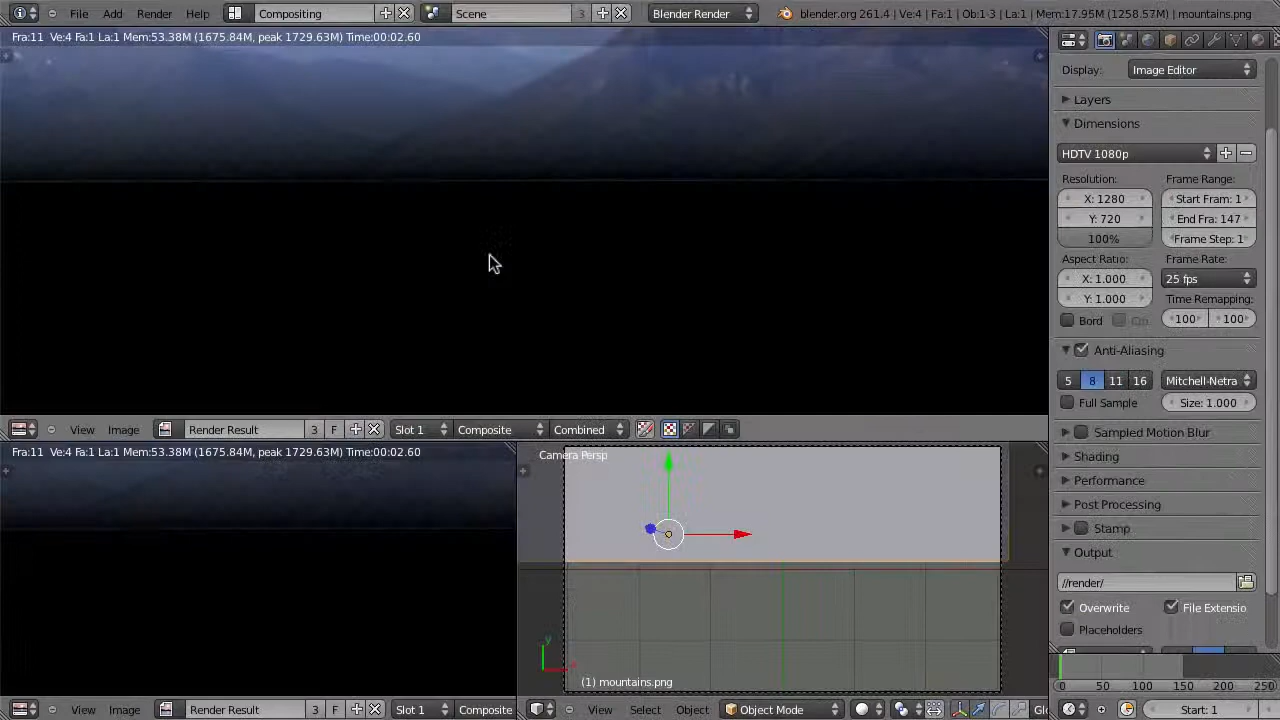 File Add Render Help Compositing Scene 3 Blender Render blender.org 261.4 | Ve:4 | Fa:1 | Ob:1-3 | La:1 | Mem:17.95M (1258.57M) | mountains.png
Fra:11 Ve:4 Fa:1 La:1 Mem:53.38M (1675.84M, peak 1729.63M) Time:00:02.60
Display: Image Editor
Layers
Dimensions
HDTV 1080p
Resolution: Frame Range:
X: 1280 Start Fram: 1
Y: 720 End Fra: 147
100% Frame Step: 1
Aspect Ratio: Frame Rate:
X: 1.000 25 fps
Y: 1.000 Time Remapping:
Bord 100 100
Anti-Aliasing
5 8 11 16 Mitchell-Netra
Full Sample Size: 1.000
Sampled Motion Blur
Shading
Performance
Post Processing
Stamp
Output
//render/
Overwrite File Extensio
Placeholders
View Image Render Result 3 F Slot 1 Composite Combined
Fra:11 Ve:4 Fa:1 La:1 Mem:53.38M (1675.84M, peak 1729.63M) Time:00:02.60
Camera Persp
y
(1) mountains.png
0 50 100 150 200 250
View Image Render Result 3 F Slot 1 Composite
View Select Object Object Mode Glo
Start: 1